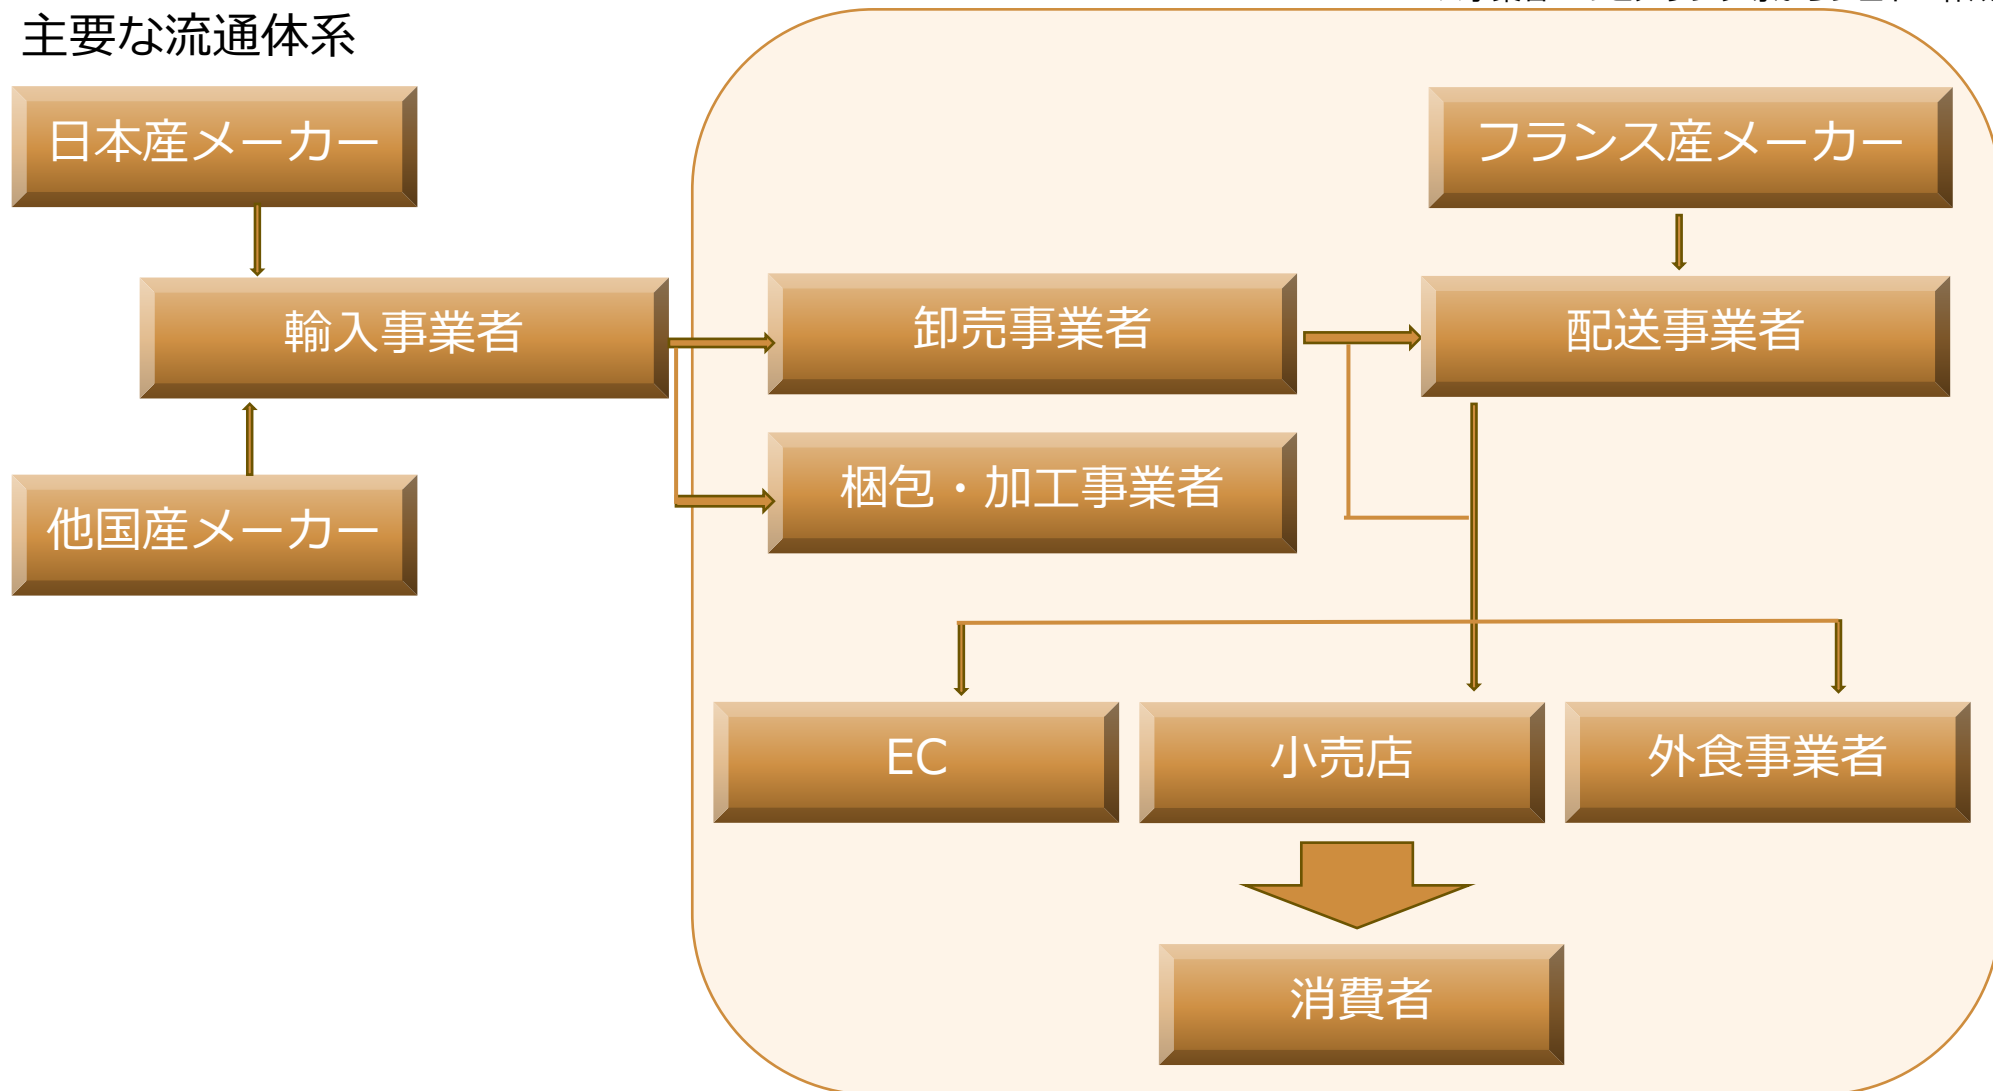 主要な流通体系
日本産メーカー
フランス産メーカー
輸入事業者
卸売事業者
配送事業者
梱包・加工事業者
他国産メーカー
EC
小売店
外食事業者
消費者